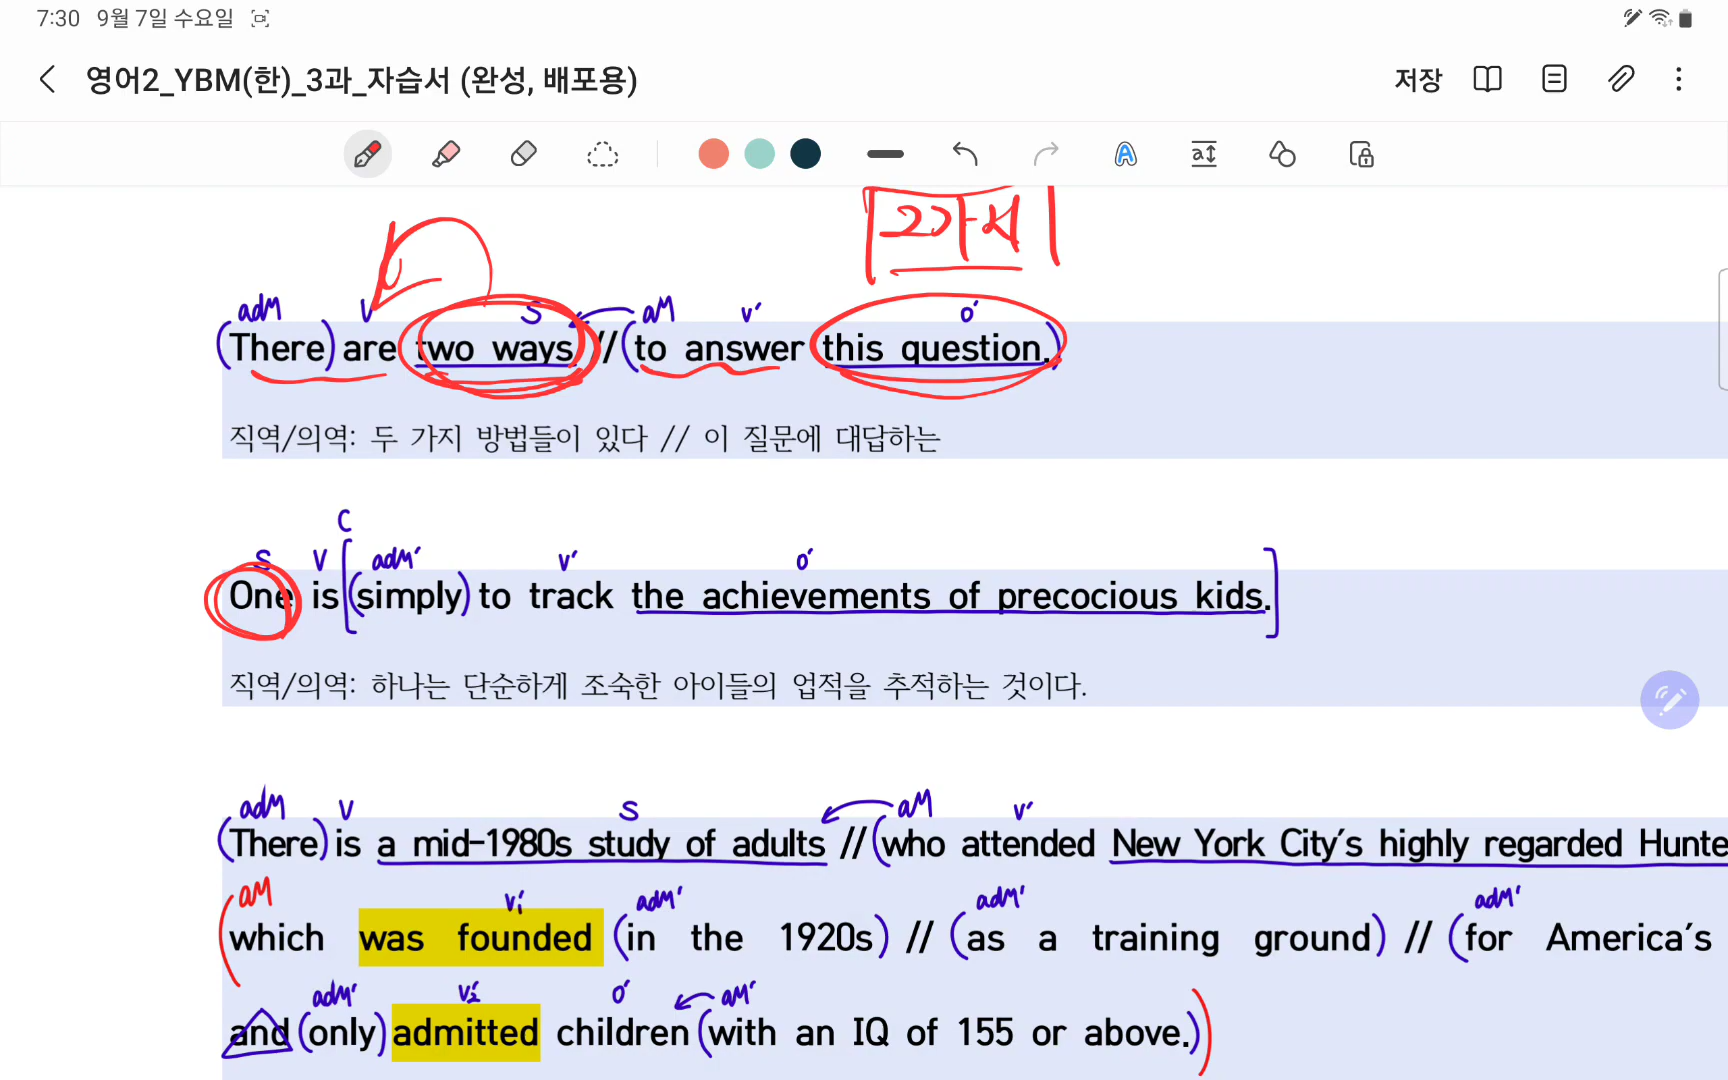 7:30 9월 7일 수요일
영어2_YBM(한)_3과_자습서 (완성, 배포용)
저장
2가지
adM V S aM v' o'
(There) are two ways // (to answer this question.)
직역/의역: 두 가지 방법들이 있다 // 이 질문에 대답하는
C
S V adM' v' o'
One is [(simply) to track the achievements of precocious kids.]
직역/의역: 하나는 단순하게 조숙한 아이들의 업적을 추적하는 것이다.
adM V S aM v'
(There) is a mid-1980s study of adults // (who attended New York City's highly regarded Hunte
aM v₁' adM' adM' adM'
(which was founded (in the 1920s) // (as a training ground) // (for America's
adM' v₂' o' aM'
and (only) admitted children (with an IQ of 155 or above.))